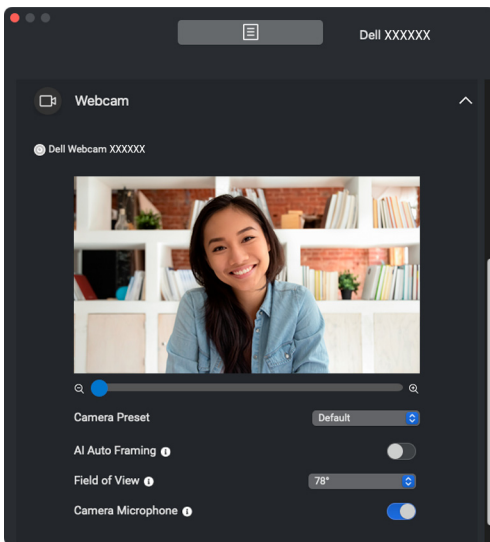 Dell XXXXXX
Webcam
Dell Webcam XXXXXX
Camera Preset Default
AI Auto Framing
Field of View 78°
Camera Microphone